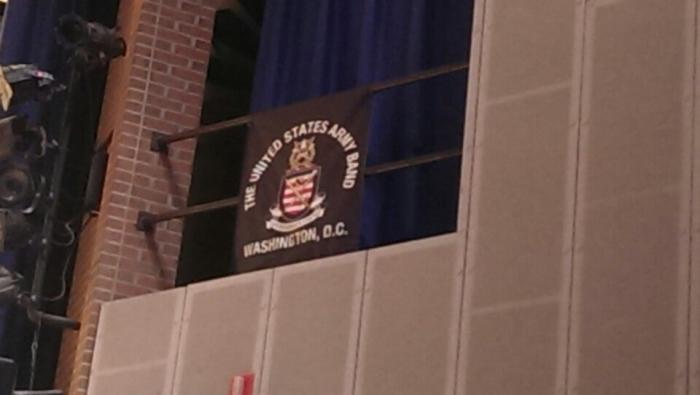 THE UNITED STATES ARMY BAND
WASHINGTON, D.C.